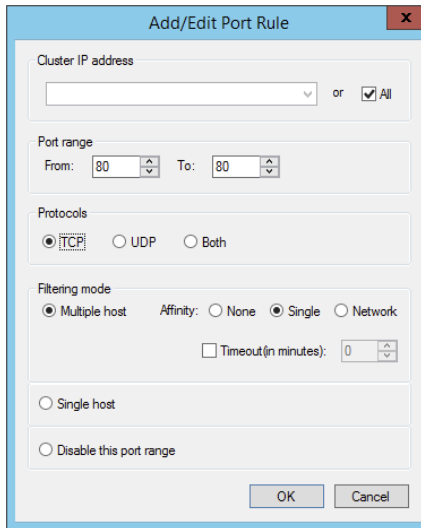 Add/Edit Port Rule
x
Cluster IP address
or All
Port range
From: 80 To: 80
Protocols
TCP UDP Both
Filtering mode
Multiple host Affinity: None Single Network
Timeout(in minutes): 0
Single host
Disable this port range
OK Cancel